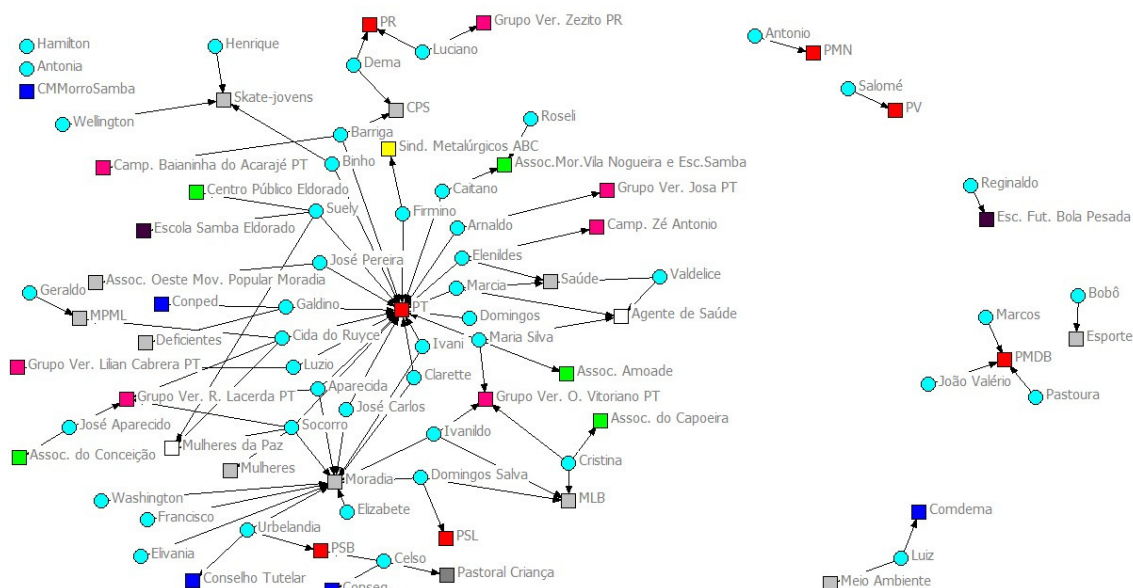 PR
Grupo Ver. Zezito PR
Hamilton
Henrique
Luciano
Antonio
PMN
Antonia
Dema
CMMorroSamba
Skate-jovens
CPS
Salomé
PV
Wellington
Barriga
Roseli
Sind. Metalúrgicos ABC
Camp. Baianinha do Acarajé PT
Binho
Assoc.Mor.Vila Nogueira e Esc.Samba
Centro Público Eldorado
Caitano
Grupo Ver. Josa PT
Reginaldo
Suely
Firmino
Arnaldo
Camp. Zé Antonio
Esc. Fut. Bola Pesada
Escola Samba Eldorado
José Pereira
Elenildes
Assoc. Oeste Mov. Popular Moradia
Saúde
Valdelice
Geraldo
Conped
Galdino
PT
Marcia
Bobô
MPML
Domingos
Agente de Saúde
Marcos
Deficientes
Cida do Ruyce
Ivani
Maria Silva
Esporte
Grupo Ver. Lilian Cabrera PT
Luzio
Clarette
Assoc. Amoade
PMDB
Aparecida
João Valério
Grupo Ver. R. Lacerda PT
José Carlos
Grupo Ver. O. Vitoriano PT
Pastoura
José Aparecido
Socorro
Ivanildo
Assoc. do Capoeira
Assoc. do Conceição
Mulheres da Paz
Mulheres
Cristina
Moradia
Domingos Salva
Washington
MLB
Francisco
Elizabete
Comdema
Urbelandia
Elivania
PSB
PSL
Celso
Luiz
Conselho Tutelar
Conseg
Pastoral Criança
Meio Ambiente